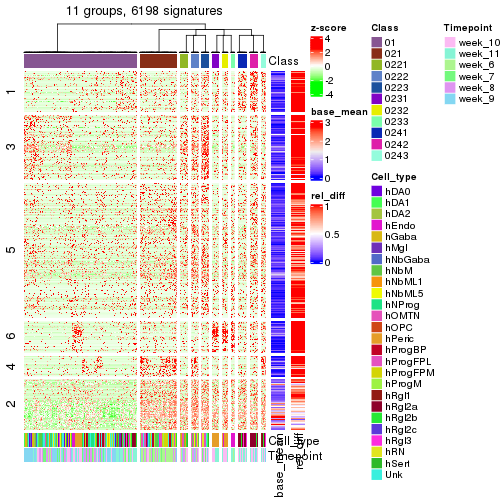 11 groups, 6198 signatures
Class
1
3
5
6
4
2
Cell_type
Timepoint
base_mean
rel_diff
z-score
4
2
0
-2
-4
base_mean
3
2
1
0
rel_diff
1
0.5
0
Class
01
021
0221
0222
0223
0231
0232
0233
0241
0242
0243
Cell_type
hDA0
hDA1
hDA2
hEndo
hGaba
hMgl
hNbGaba
hNbM
hNbML1
hNbML5
hNProg
hOMTN
hOPC
hPeric
hProgBP
hProgFPL
hProgFPM
hProgM
hRgl1
hRgl2a
hRgl2b
hRgl2c
hRgl3
hRN
hSert
Unk
Timepoint
week_10
week_11
week_6
week_7
week_8
week_9